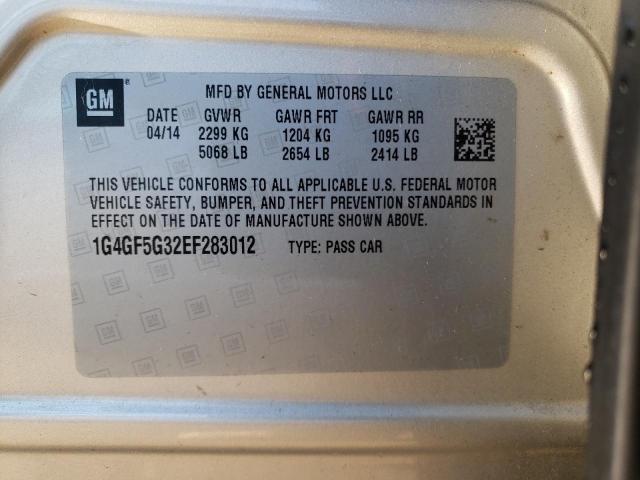 GM
MFD BY GENERAL MOTORS LLC
DATE GVWR GAWR FRT GAWR RR
04/14 2299 KG 1204 KG 1095 KG
5068 LB 2654 LB 2414 LB
THIS VEHICLE CONFORMS TO ALL APPLICABLE U.S. FEDERAL MOTOR
VEHICLE SAFETY, BUMPER, AND THEFT PREVENTION STANDARDS IN
EFFECT ON THE DATE OF MANUFACTURE SHOWN ABOVE.
1G4GF5G32EF283012 TYPE: PASS CAR